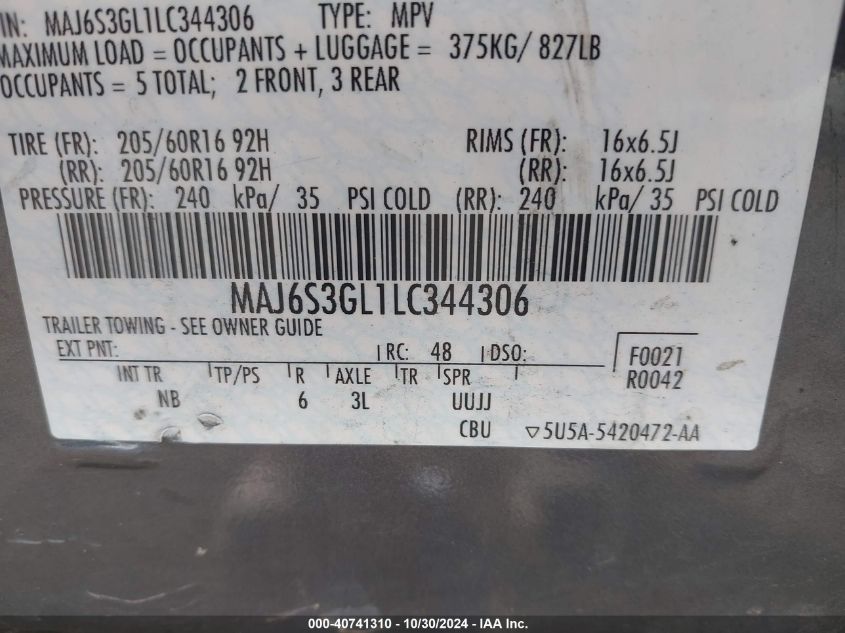 IN: MAJ6S3GL1LC344306 TYPE: MPV
MAXIMUM LOAD = OCCUPANTS + LUGGAGE = 375KG/ 827LB
OCCUPANTS = 5 TOTAL; 2 FRONT, 3 REAR
TIRE (FR): 205/60R16 92H RIMS (FR): 16x6.5J
(RR): 205/60R16 92H (RR): 16x6.5J
PRESSURE (FR): 240 kPa/ 35 PSI COLD (RR): 240 kPa/ 35 PSI COLD
MAJ6S3GL1LC344306
TRAILER TOWING - SEE OWNER GUIDE
EXT PNT: RC: 48 DSO: F0021
R0042
INT TR TP/PS R AXLE TR SPR
NB 6 3L UUJJ
CBU ▽5U5A-5420472-AA
000-40741310 - 10/30/2024 - IAA Inc.